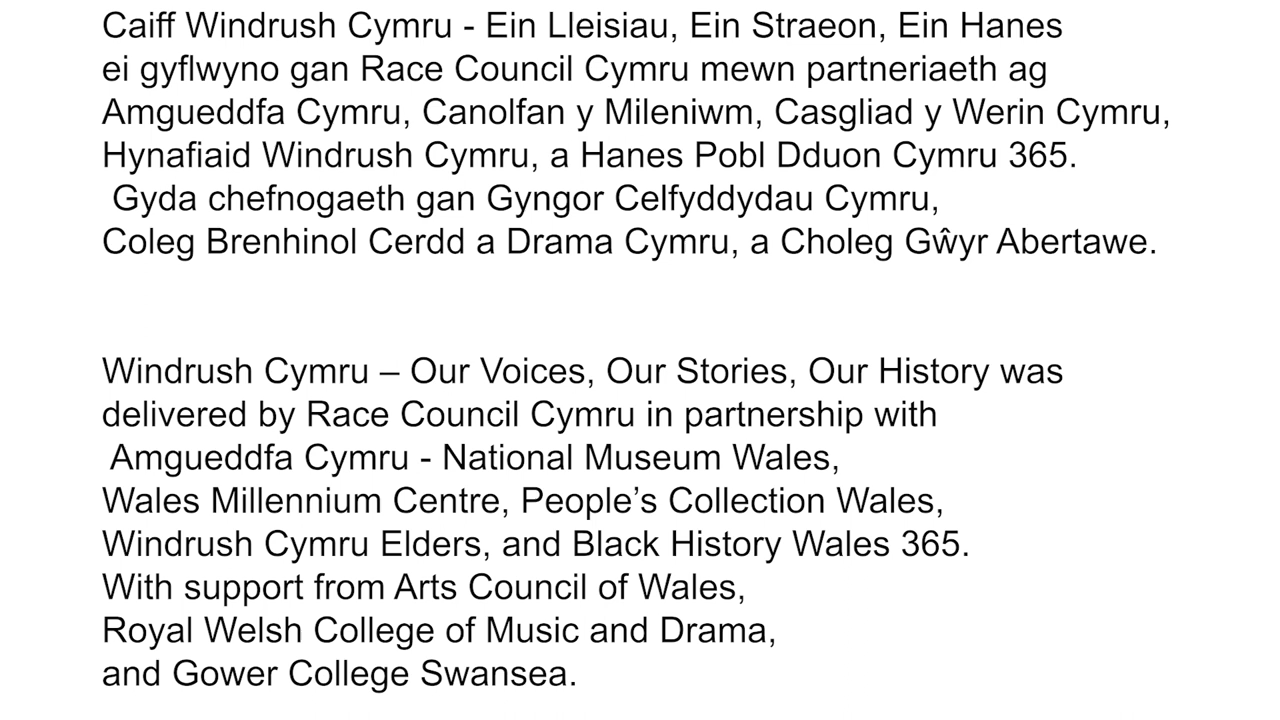 Caiff Windrush Cymru - Ein Lleisiau, Ein Straeon, Ein Hanes
ei gyflwyno gan Race Council Cymru mewn partneriaeth ag
Amgueddfa Cymru, Canolfan y Mileniwm, Casgliad y Werin Cymru,
Hynafiaid Windrush Cymru, a Hanes Pobl Dduon Cymru 365.
Gyda chefnogaeth gan Gyngor Celfyddydau Cymru,
Coleg Brenhinol Cerdd a Drama Cymru, a Choleg Gŵyr Abertawe.
Windrush Cymru – Our Voices, Our Stories, Our History was
delivered by Race Council Cymru in partnership with
Amgueddfa Cymru - National Museum Wales,
Wales Millennium Centre, People’s Collection Wales,
Windrush Cymru Elders, and Black History Wales 365.
With support from Arts Council of Wales,
Royal Welsh College of Music and Drama,
and Gower College Swansea.